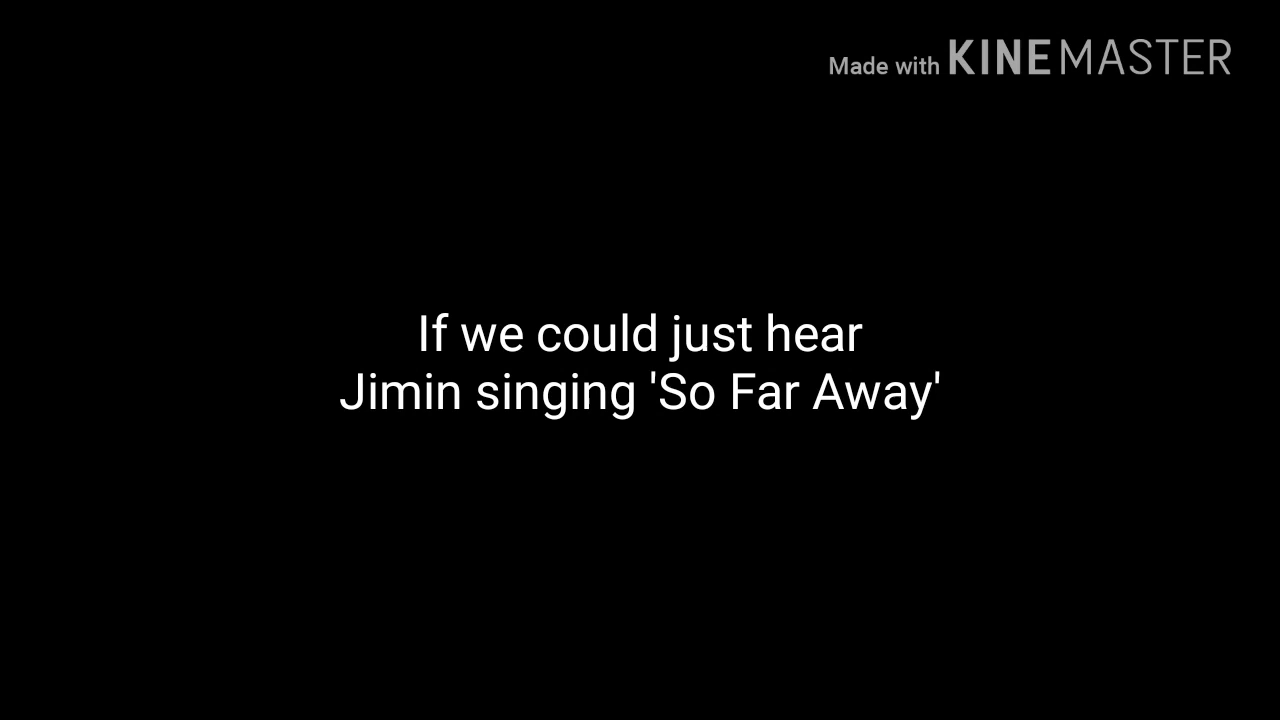 Made with KINEMASTER
If we could just hear
Jimin singing 'So Far Away'